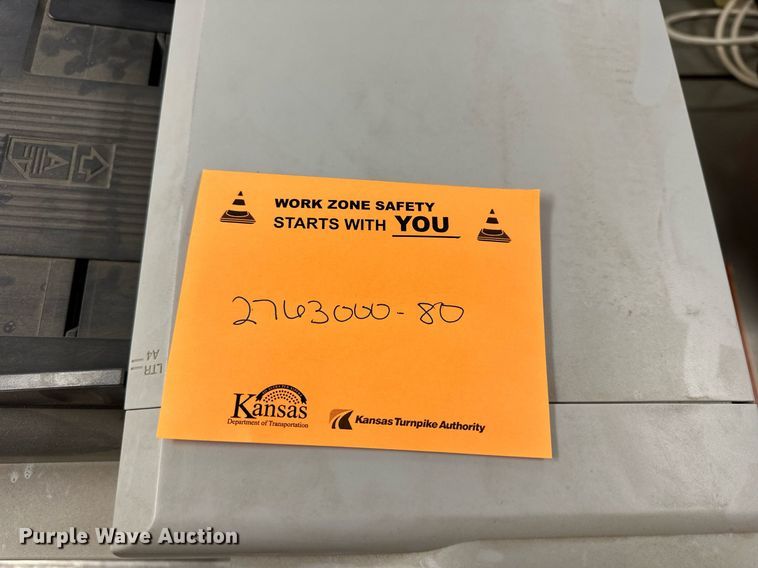 WORK ZONE SAFETY
STARTS WITH YOU
2763000-80
LTR
A4
Kansas
Department of Transportation
Kansas Turnpike Authority
Purple Wave Auction